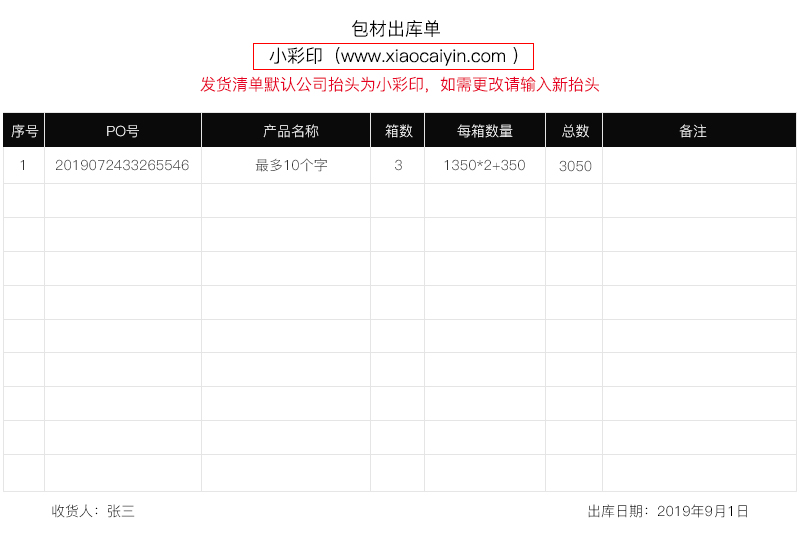 包材出库单
小彩印（www.xiaocaiyin.com ）
发货清单默认公司抬头为小彩印，如需更改请输入新抬头
序号 PO号 产品名称 箱数 每箱数量 总数 备注
1 2019072433265546 最多10个字 3 1350*2+350 3050
收货人：张三 出库日期：2019年9月1日